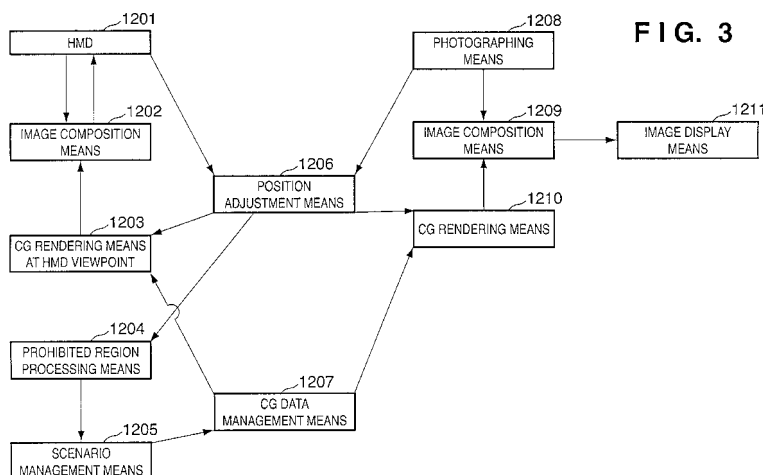 FIG. 3
1201
HMD
1202
IMAGE COMPOSITION
MEANS
1203
CG RENDERING MEANS
AT HMD VIEWPOINT
1204
PROHIBITED REGION
PROCESSING MEANS
1205
SCENARIO
MANAGEMENT MEANS
1206
POSITION
ADJUSTMENT MEANS
1207
CG DATA
MANAGEMENT MEANS
1208
PHOTOGRAPHING
MEANS
1209
IMAGE COMPOSITION
MEANS
1210
CG RENDERING MEANS
1211
IMAGE DISPLAY
MEANS